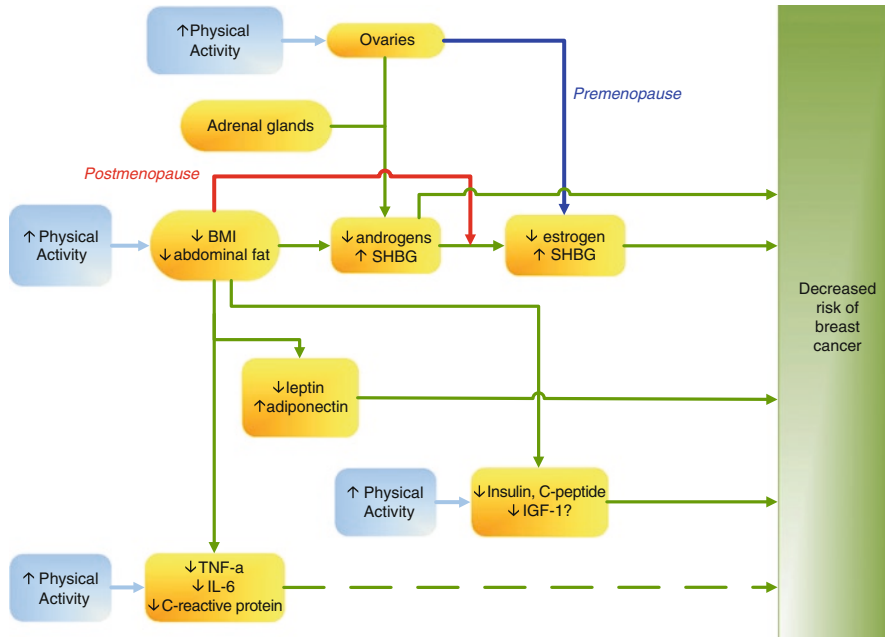 ↑Physical
Activity
Ovaries
Premenopause
Adrenal glands
Postmenopause
↑ Physical
Activity
↓ BMI
↓ abdominal fat
↓ androgens
↑ SHBG
↓ estrogen
↑ SHBG
Decreased
risk of
breast
cancer
↓leptin
↑adiponectin
↑ Physical
Activity
↓Insulin, C-peptide
↓ IGF-1?
↑ Physical
Activity
↓TNF-a
↓IL-6
↓C-reactive protein